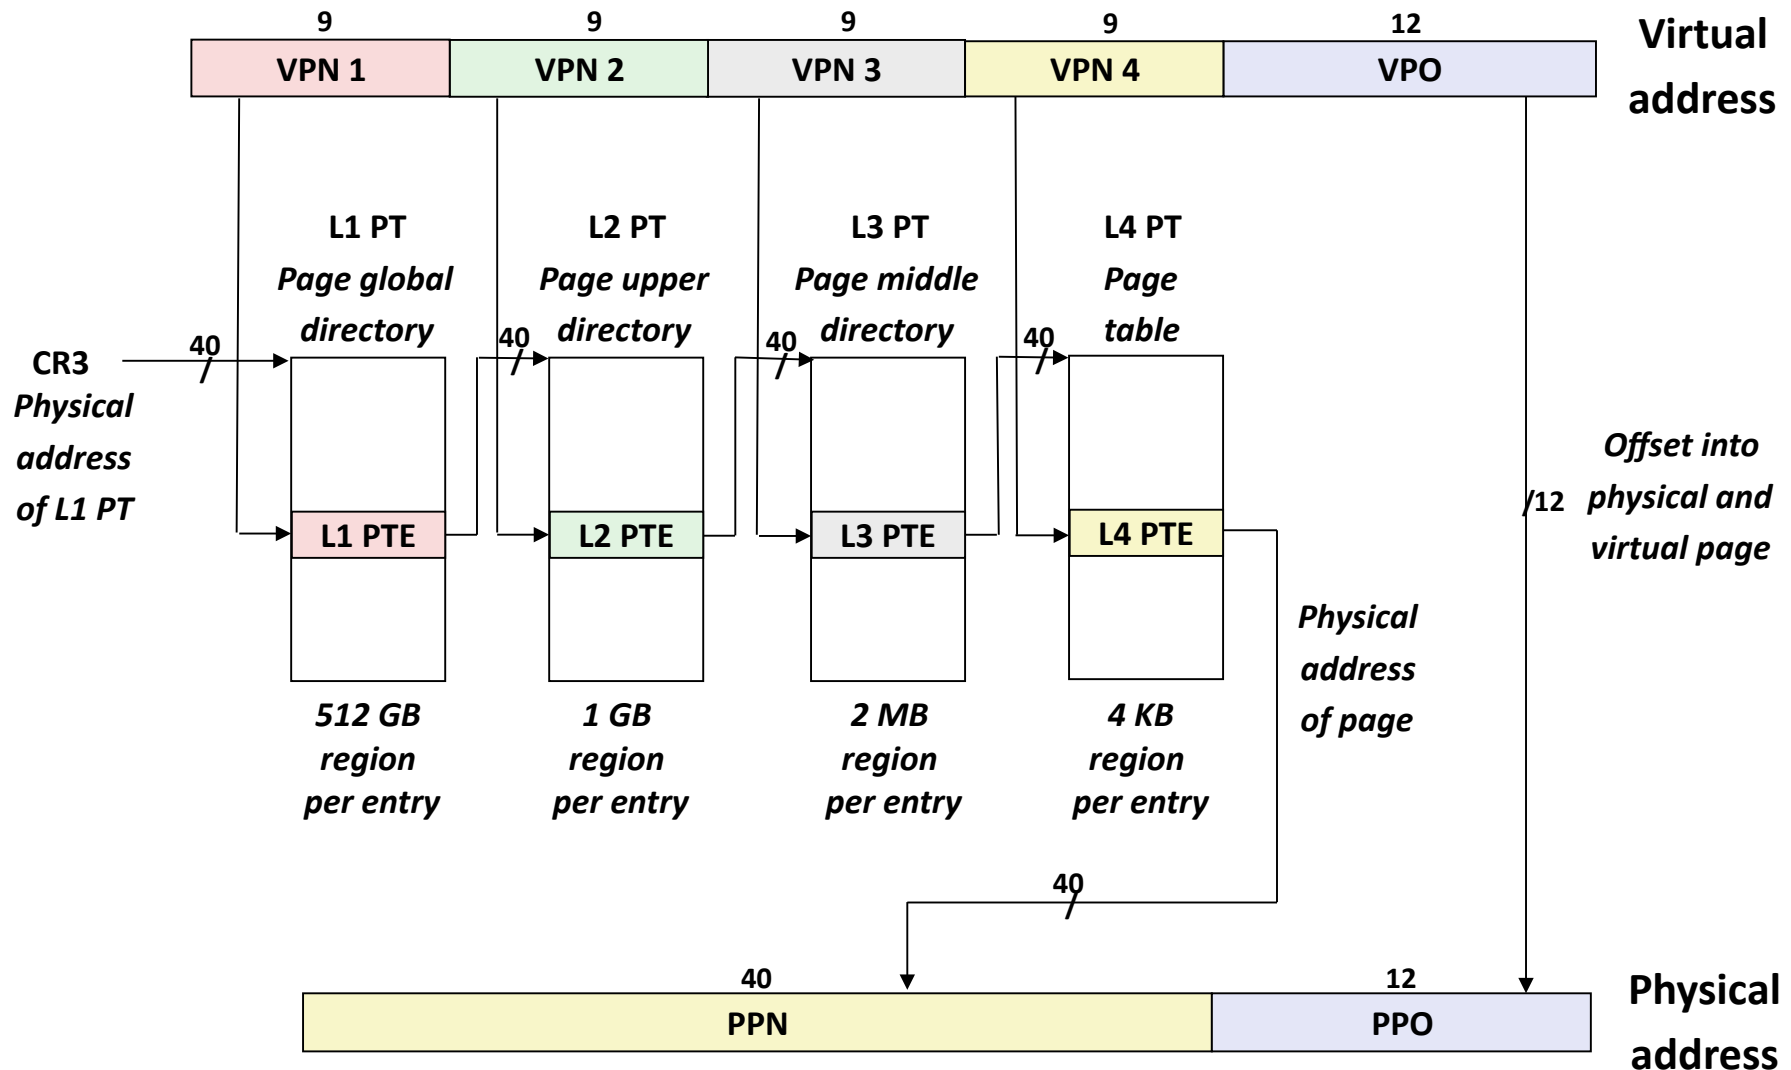 9 9 9 9 12
VPN 1 VPN 2 VPN 3 VPN 4 VPO
Virtual
address
L1 PT
Page global
directory
L2 PT
Page upper
directory
L3 PT
Page middle
directory
L4 PT
Page
table
CR3
Physical
address
of L1 PT
40
40
40
40
L1 PTE L2 PTE L3 PTE L4 PTE
/12
Offset into
physical and
virtual page
512 GB
region
per entry
1 GB
region
per entry
2 MB
region
per entry
4 KB
region
per entry
Physical
address
of page
40
40 12
PPN PPO
Physical
address